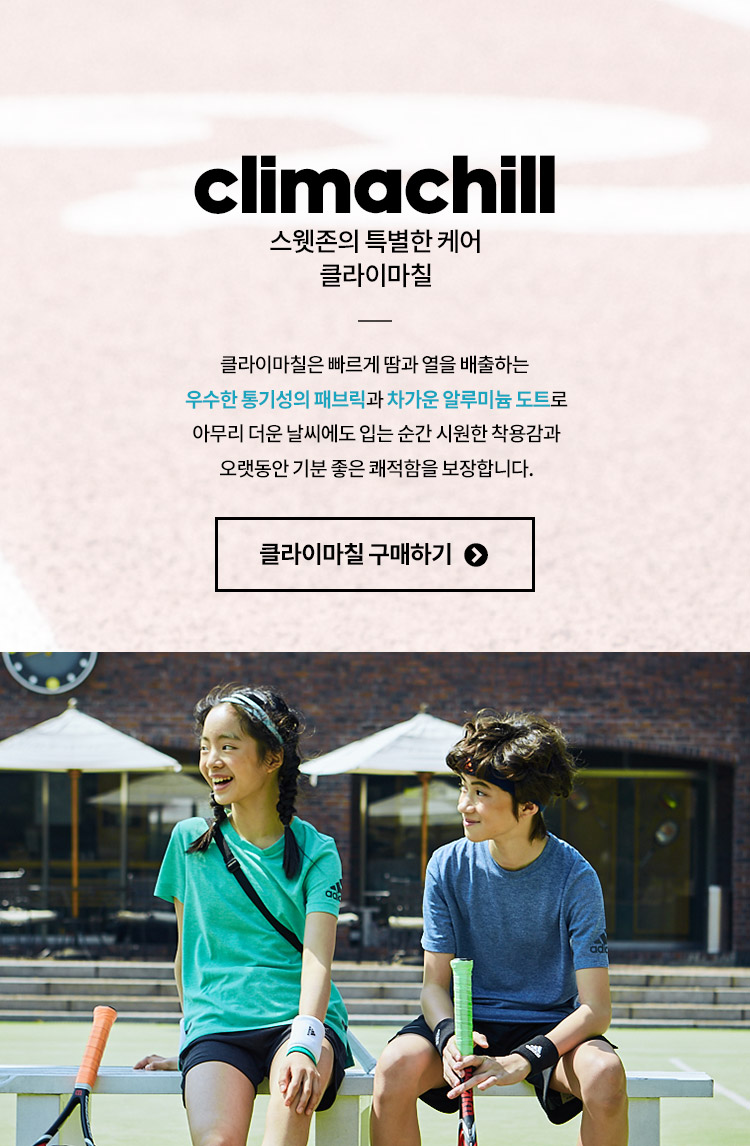 climachill
스웻존의 특별한 케어
클라이마칠
클라이마칠은 빠르게 땀과 열을 배출하는
우수한 통기성의 패브릭과 차가운 알루미늄 도트로
아무리 더운 날씨에도 입는 순간 시원한 착용감과
오랫동안 기분 좋은 쾌적함을 보장합니다.
클라이마칠 구매하기
adidas